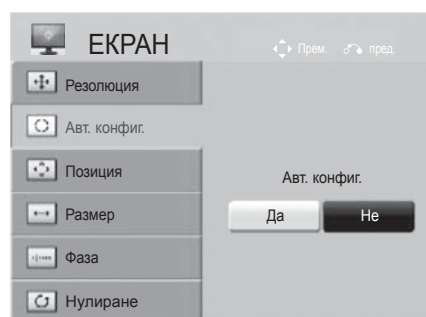 ЕКРАН
Прем. пред.
Резолюция
Авт. конфиг.
Позиция
Размер
Фаза
Нулиране
Авт. конфиг.
Да Не